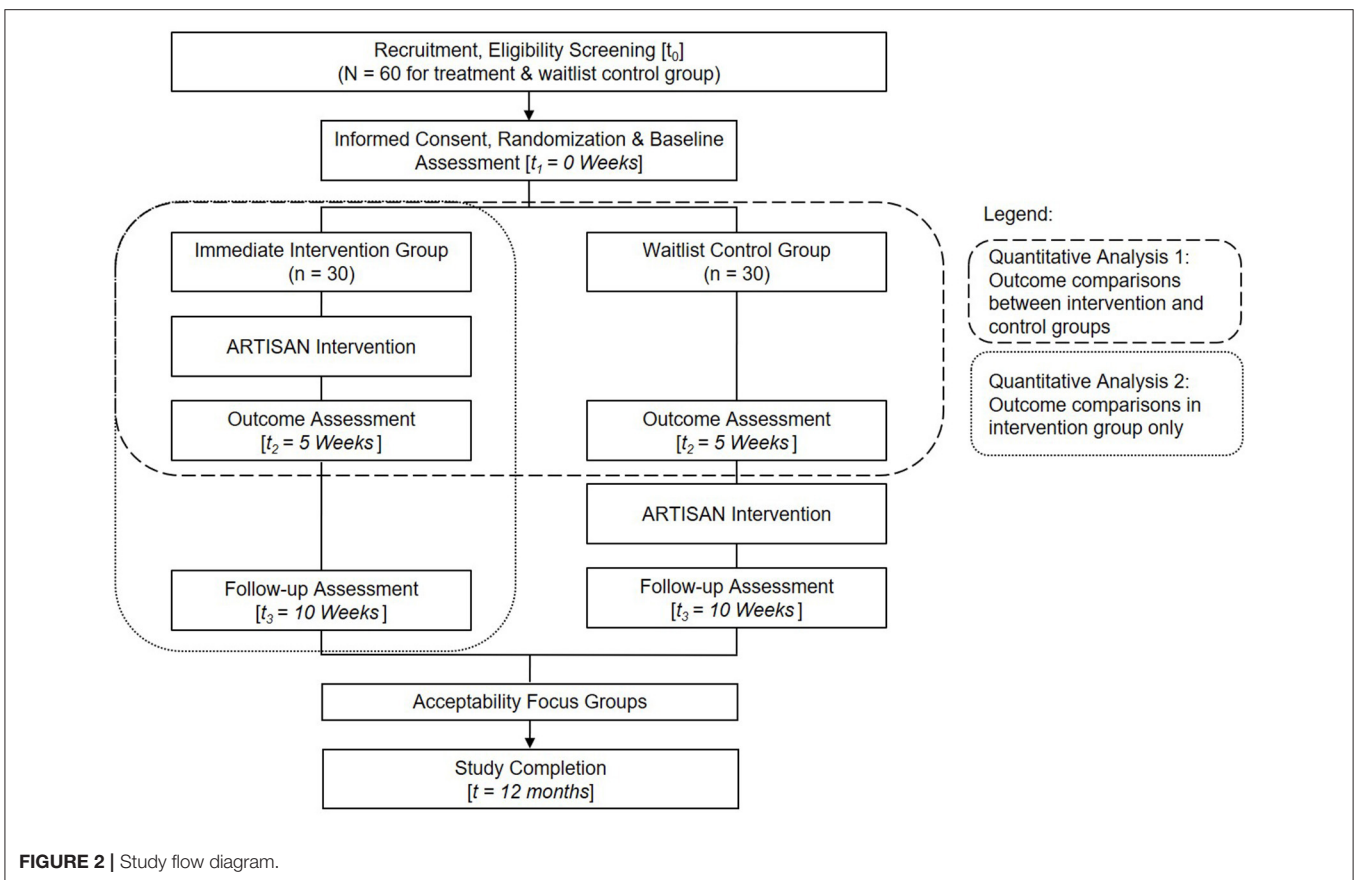 Recruitment, Eligibility Screening [t0]
(N = 60 for treatment & waitlist control group)
Informed Consent, Randomization & Baseline
Assessment [t1 = 0 Weeks]
Immediate Intervention Group
(n = 30)
ARTISAN Intervention
Outcome Assessment
[t2 = 5 Weeks]
Follow-up Assessment
[t3 = 10 Weeks]
Waitlist Control Group
(n = 30)
Outcome Assessment
[t2 = 5 Weeks]
ARTISAN Intervention
Follow-up Assessment
[t3 = 10 Weeks]
Acceptability Focus Groups
Study Completion
[t = 12 months]
Legend:
Quantitative Analysis 1:
Outcome comparisons
between intervention and
control groups
Quantitative Analysis 2:
Outcome comparisons in
intervention group only
FIGURE 2 | Study flow diagram.